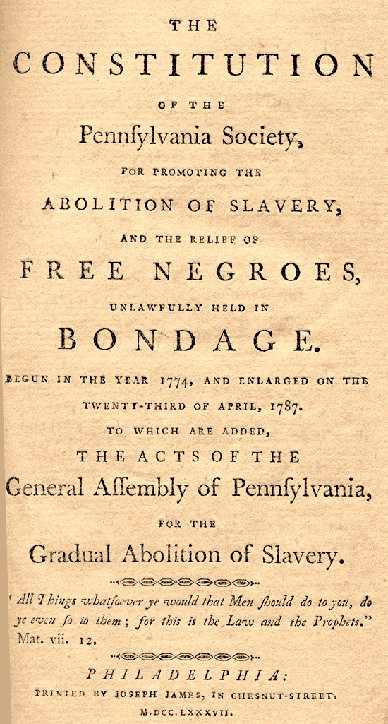 THE
CONSTITUTION
OF THE
Pennſylvania Society,
FOR PROMOTING THE
ABOLITION OF SLAVERY,
AND THE RELIEF OF
FREE NEGROES,
UNLAWFULLY HELD IN
BONDAGE.
BEGUN IN THE YEAR 1774, AND ENLARGED ON THE
TWENTY-THIRD OF APRIL, 1787.
TO WHICH ARE ADDED,
THE ACTS OF THE
General Aſſembly of Pennſylvania,
FOR THE
Gradual Abolition of Slavery.
"All Things whatſoever ye would that Men ſhould do to you, do
ye even ſo to them; for this is the Law and the Prophets."
Mat. vii. 12.
PHILADELPHIA:
PRINTED BY JOSEPH JAMES, IN CHESNUT-STREET.
M.DCC.LXXXVII.